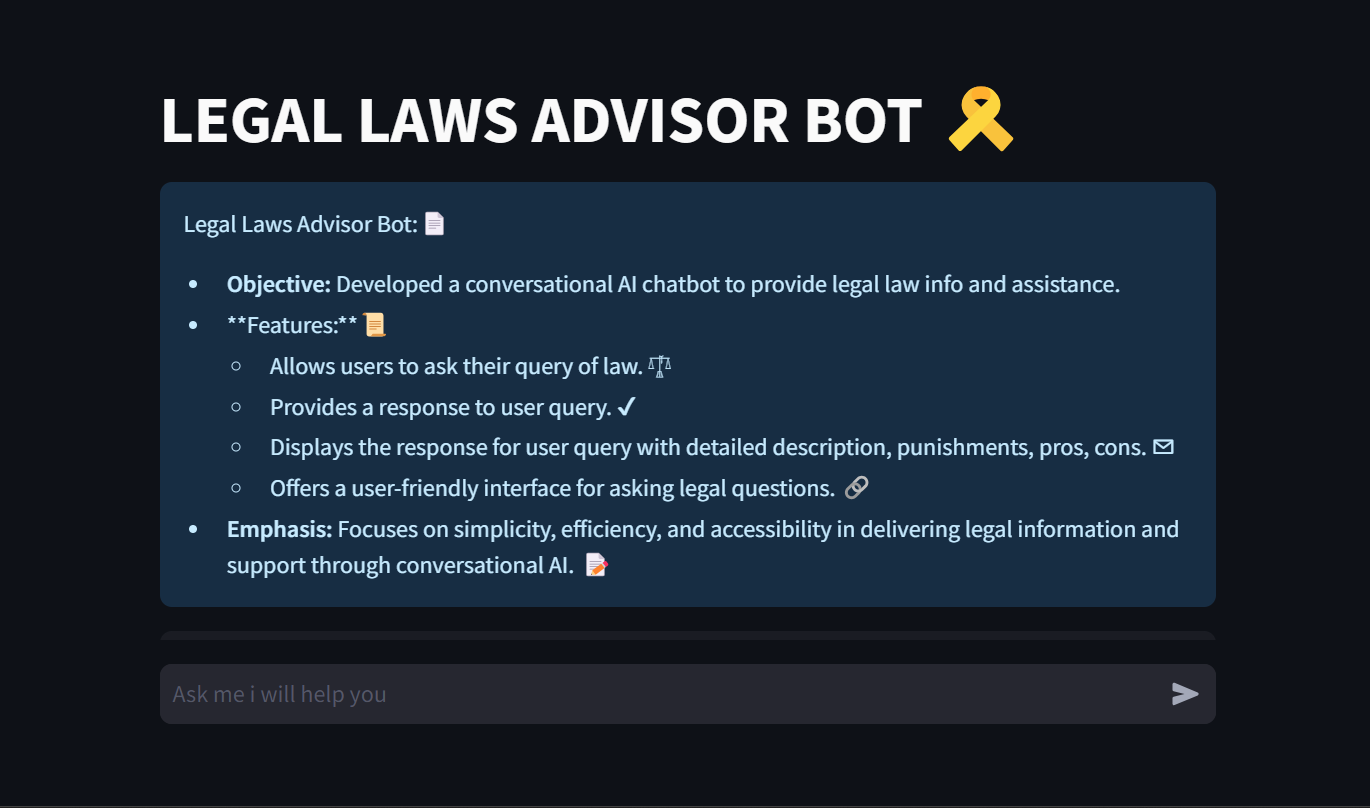 LEGAL LAWS ADVISOR BOT 🎗️
Legal Laws Advisor Bot: 📄
• Objective: Developed a conversational AI chatbot to provide legal law info and assistance.
• **Features:** 📜
○ Allows users to ask their query of law. ⚖
○ Provides a response to user query. ✔
○ Displays the response for user query with detailed description, punishments, pros, cons. ✉
○ Offers a user-friendly interface for asking legal questions. 🔗
• Emphasis: Focuses on simplicity, efficiency, and accessibility in delivering legal information and
support through conversational AI. 📝
Ask me i will help you